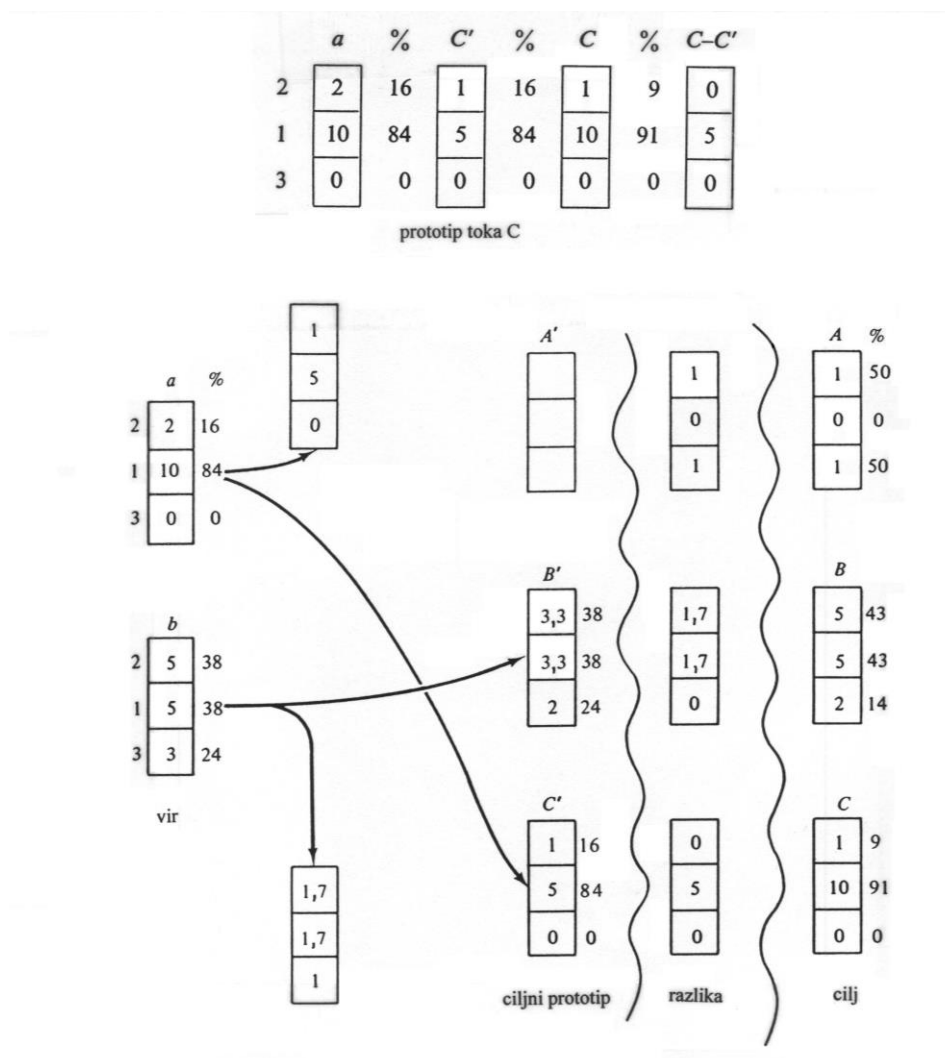 a % C′ % C % C–C′
2 2 16 1 16 1 9 0
1 10 84 5 84 10 91 5
3 0 0 0 0 0 0 0
prototip toka C
1
5
0
a %
2 2 16
1 10 84
3 0 0
b
2 5 38
1 5 38
3 3 24
vir
1,7
1,7
1
A′
B′
3,3 38
3,3 38
2 24
C′
1 16
5 84
0 0
ciljni prototip
1
0
1
1,7
1,7
0
0
5
0
razlika
A %
1 50
0 0
1 50
B
5 43
5 43
2 14
C
1 9
10 91
0 0
cilj